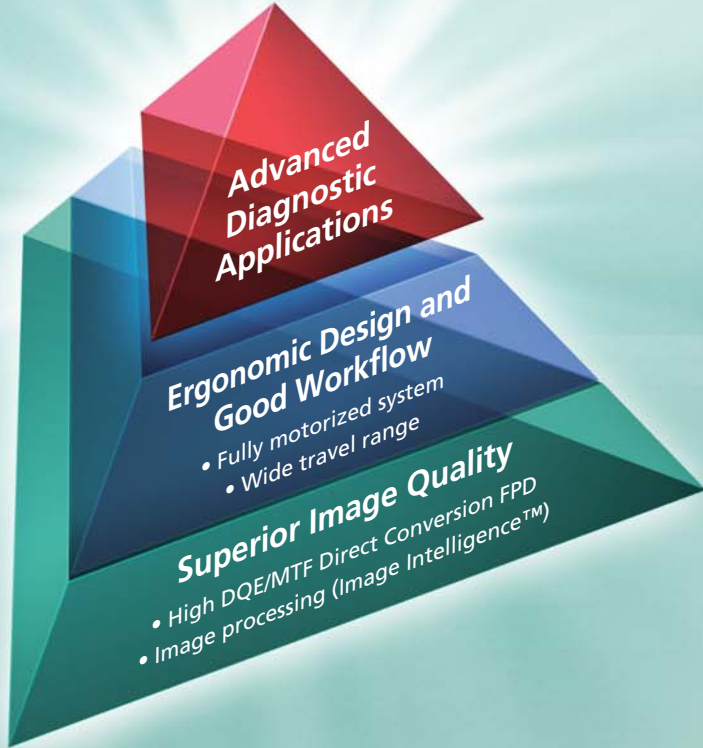 Advanced
Diagnostic
Applications
Ergonomic Design and
Good Workflow
• Fully motorized system
• Wide travel range
Superior Image Quality
• High DQE/MTF Direct Conversion FPD
• Image processing (Image Intelligence™)